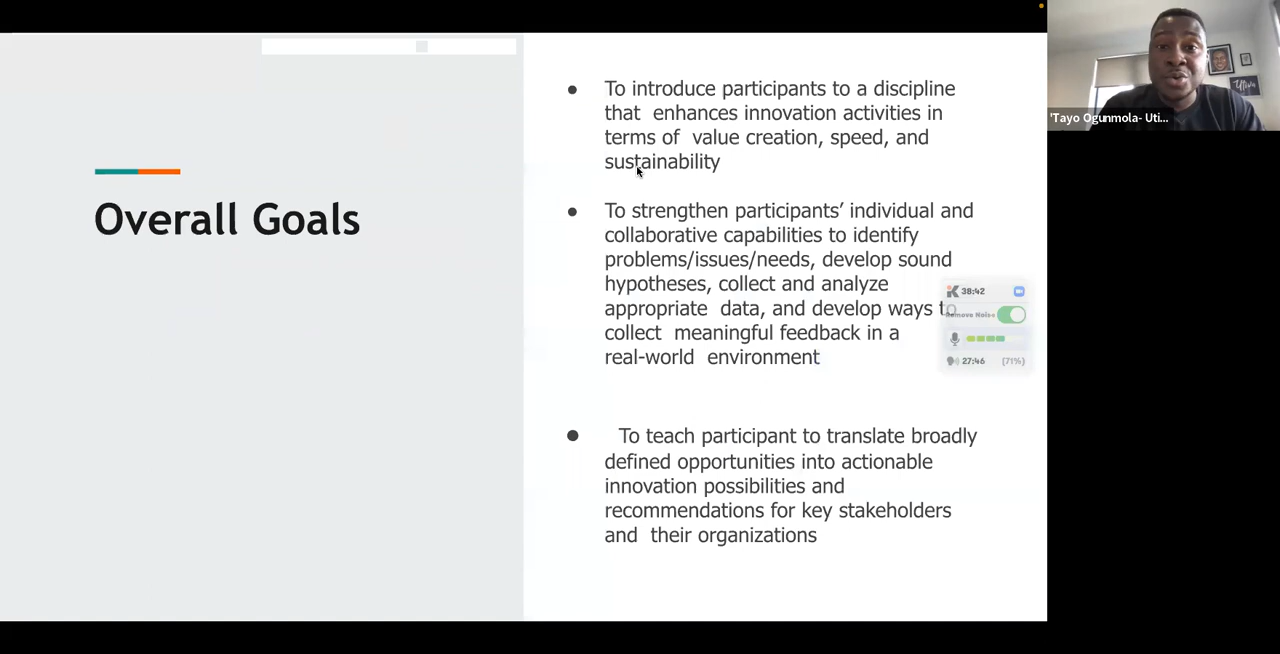 Overall Goals
● To introduce participants to a discipline
that enhances innovation activities in
terms of value creation, speed, and
sustainability
● To strengthen participants’ individual and
collaborative capabilities to identify
problems/issues/needs, develop sound
hypotheses, collect and analyze
appropriate data, and develop ways to
collect meaningful feedback in a
real-world environment
● To teach participant to translate broadly
defined opportunities into actionable
innovation possibilities and
recommendations for key stakeholders
and their organizations
38:42
Remove Noise
27:46 (71%)
Utiva
'Tayo Ogunmola- Uti...